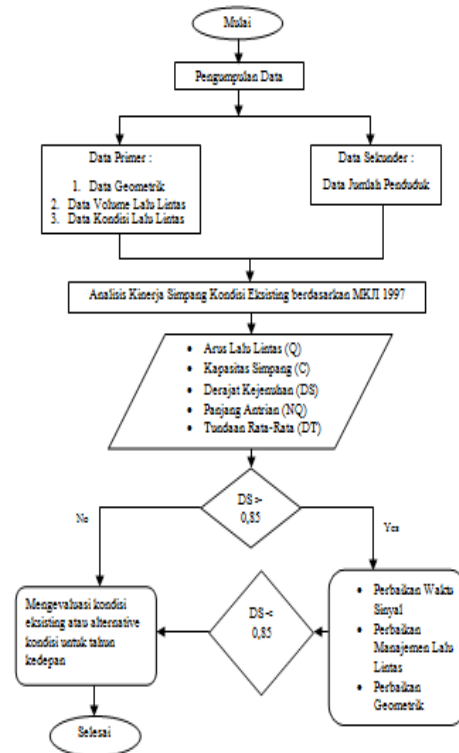 Mulai
Pengumpulan Data
Data Primer :
1. Data Geometrik
2. Data Volume Lalu Lintas
3. Data Kondisi Lalu Lintas
Data Sekunder :
Data Jumlah Penduduk
Analisis Kinerja Simpang Kondisi Eksisting berdasarkan MKJI 1997
• Arus Lalu Lintas (Q)
• Kapasitas Simpang (C)
• Derajat Kejenuhan (DS)
• Panjang Antrian (NQ)
• Tundaan Rata-Rata (DT)
DS >
0,85
No
Yes
Mengevaluasi kondisi
eksisting atau alternative
kondisi untuk tahun
kedepan
DS <
0,85
• Perbaikan Waktu
Sinyal
• Perbaikan
Manajemen Lalu
Lintas
• Perbaikan
Geometrik
Selesai